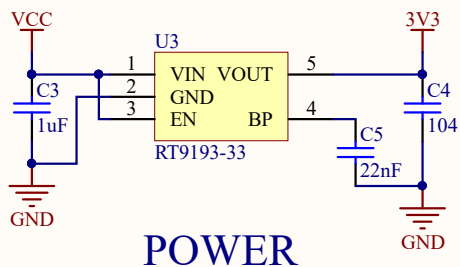 VCC
3V3
U3
1
VIN
VOUT
5
2
GND
3
EN
BP
4
RT9193-33
C3
1uF
C4
104
C5
22nF
GND
GND
POWER